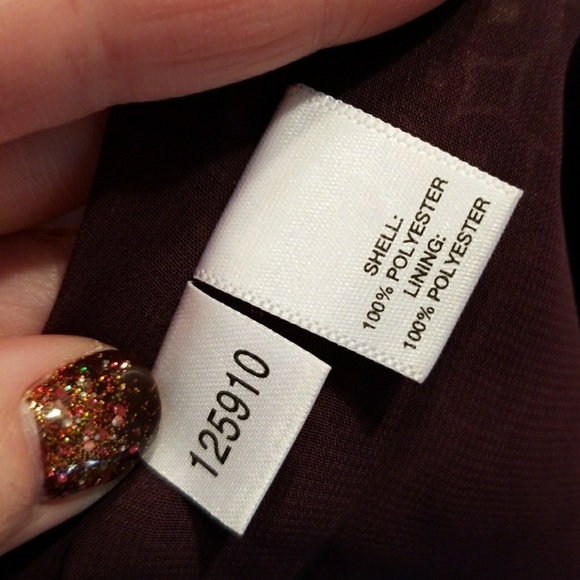 SHELL:
100% POLYESTER
LINING:
100% POLYESTER
125910